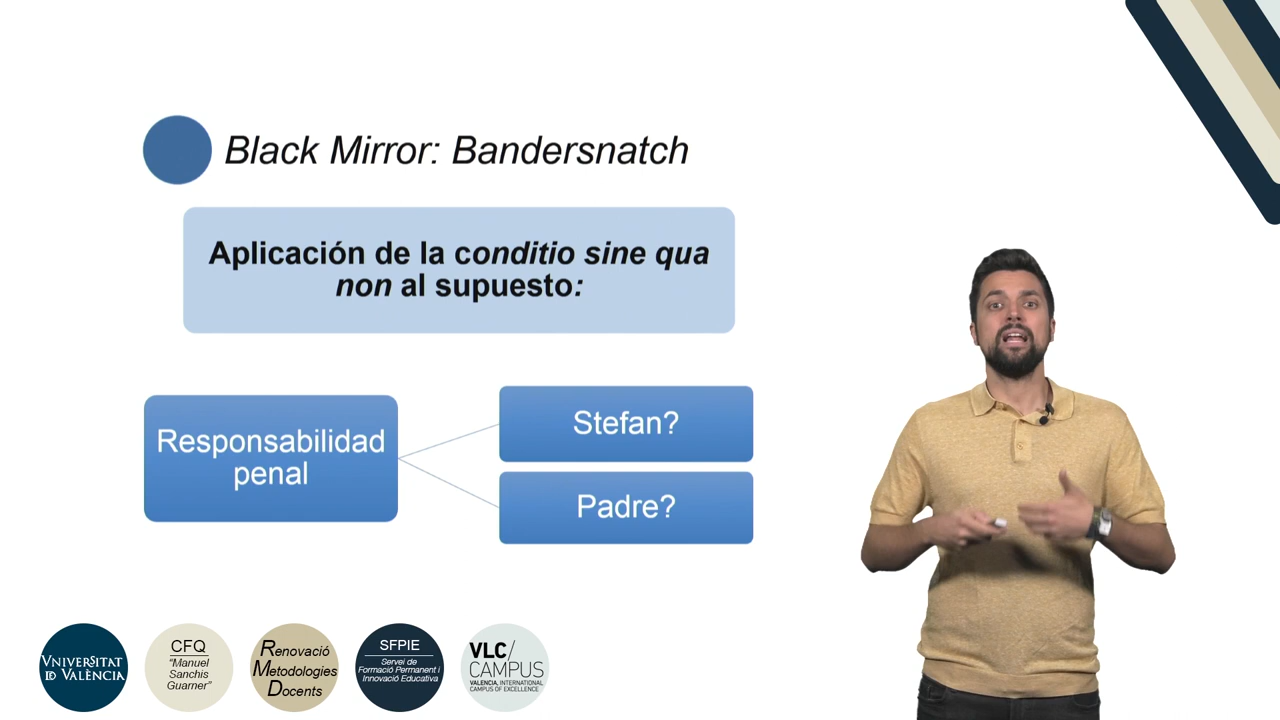 Black Mirror: Bandersnatch
Aplicación de la conditio sine qua
non al supuesto:
Responsabilidad
penal
Stefan?
Padre?
VNIVERSITAT
ID VALÈNCIA
CFQ
"Manuel
Sanchis
Guarner"
Renovació
Metodologies
Docents
SFPIE
Servei de
Formació Permanent i
Innovació Educativa
VLC/
CAMPUS
VALENCIA, INTERNATIONAL
CAMPUS OF EXCELLENCE